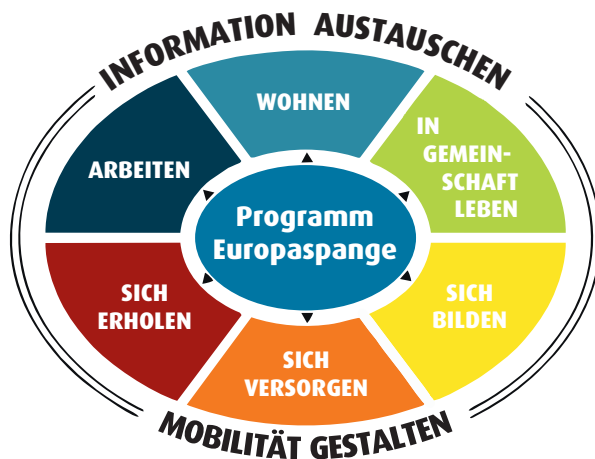 INFORMATION AUSTAUSCHEN
WOHNEN
IN
GEMEIN-
SCHAFT
LEBEN
ARBEITEN
Programm
Europaspange
SICH
ERHOLEN
SICH
BILDEN
SICH
VERSORGEN
MOBILITÄT GESTALTEN